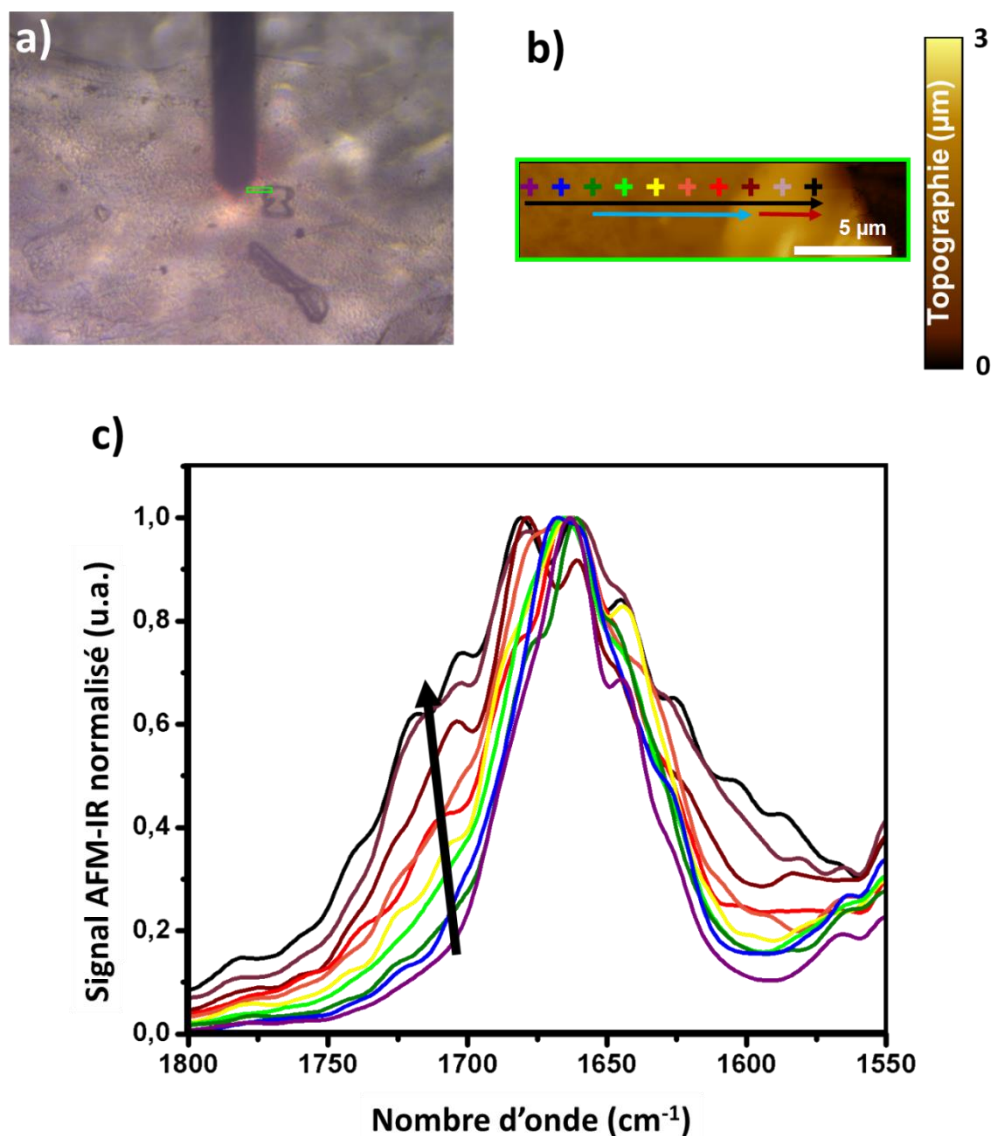 a)
b)
3
Topographie (µm)
0
5 µm
c)
Signal AFM-IR normalisé (u.a.)
1,0
0,8
0,6
0,4
0,2
0,0
1800
1750
1700
1650
1600
1550
Nombre d’onde (cm⁻¹)